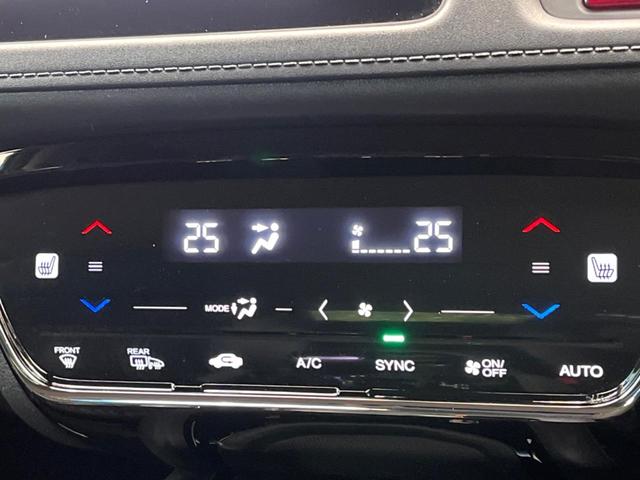 25 25
MODE
FRONT REAR A/C SYNC ON/OFF AUTO